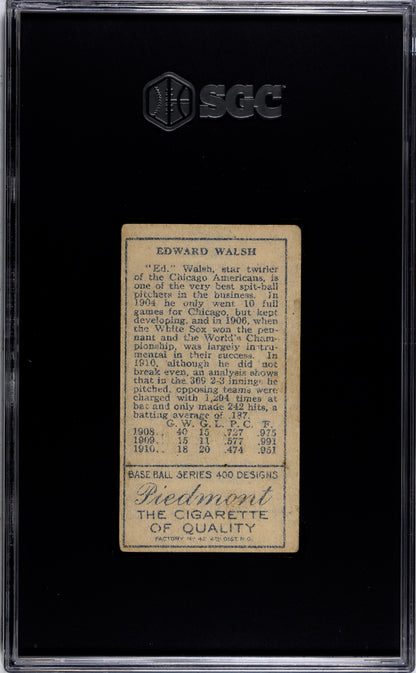 SGC
EDWARD WALSH
"Ed." Walsh, star twirler
of the Chicago Americans, is
one of the very best spit-ball
pitchers in the business. In
1904 he only went 10 full
games for Chicago, but kept
developing, and in 1906, when
the White Sox won the pen-
nant and the World's Cham-
pionship, was largely instru-
mental in their success. In
1910, although he did not
break even, an analysis shows
that in the 369 2-3 innings he
pitched, opposing teams were
charged with 1,294 times at
bat and only made 242 hits, a
batting average of .187.
G. W. G. L. P. C. F.
1908.. 40 15 .727 .975
1909.. 15 11 .577 .991
1910.. 18 20 .474 .951
BASE BALL SERIES 400 DESIGNS
Piedmont
THE CIGARETTE
OF QUALITY
FACTORY Nº 42 4TH DIST. N.C.